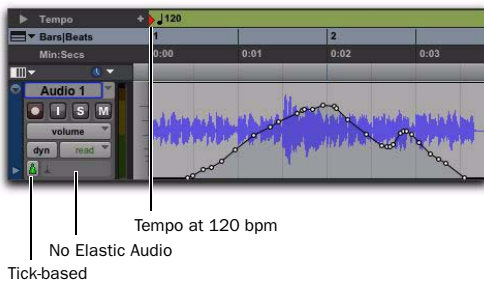 Tempo + 120
Bars|Beats 1 2
Min:Secs 0:00 0:01 0:02 0:03
Audio 1
I S M
volume
dyn read
Tempo at 120 bpm
No Elastic Audio
Tick-based